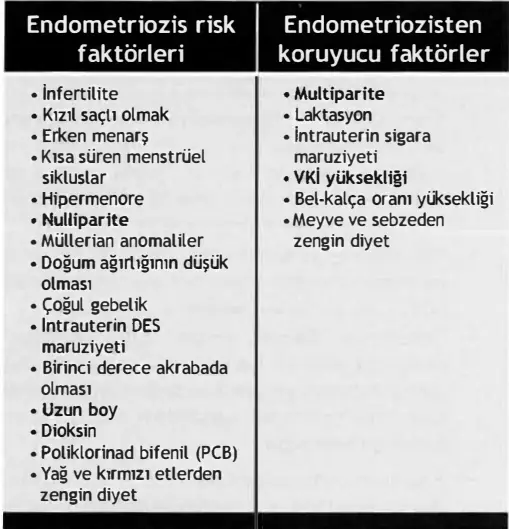 Endometriozis risk
faktörleri
• İnfertilite
• Kızıl saçlı olmak
• Erken menarş
• Kısa süren menstrüel
sikluslar
• Hipermenore
• Nulliparite
• Müllerian anomaliler
• Doğum ağırlığının düşük
olması
• Çoğul gebelik
• İntrauterin DES
maruziyeti
• Birinci derece akrabada
olması
• Uzun boy
• Dioksin
• Poliklorinad bifenil (PCB)
• Yağ ve kırmızı etlerden
zengin diyet
Endometriozisten
koruyucu faktörler
• Multiparite
• Laktasyon
• İntrauterin sigara
maruziyeti
• VKİ yüksekliği
• Bel-kalça oranı yüksekliği
• Meyve ve sebzeden
zengin diyet